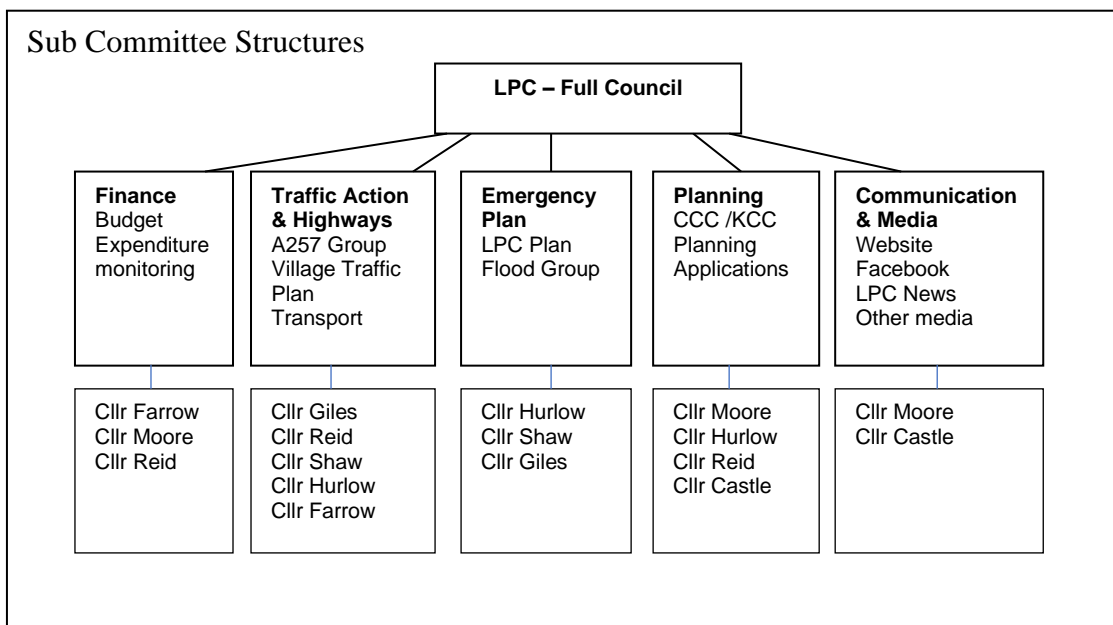 Sub Committee Structures
LPC – Full Council
Finance
Budget
Expenditure
monitoring
Traffic Action
& Highways
A257 Group
Village Traffic
Plan
Transport
Emergency
Plan
LPC Plan
Flood Group
Planning
CCC /KCC
Planning
Applications
Communication
& Media
Website
Facebook
LPC News
Other media
Cllr Farrow
Cllr Moore
Cllr Reid
Cllr Giles
Cllr Reid
Cllr Shaw
Cllr Hurlow
Cllr Farrow
Cllr Hurlow
Cllr Shaw
Cllr Giles
Cllr Moore
Cllr Hurlow
Cllr Reid
Cllr Castle
Cllr Moore
Cllr Castle